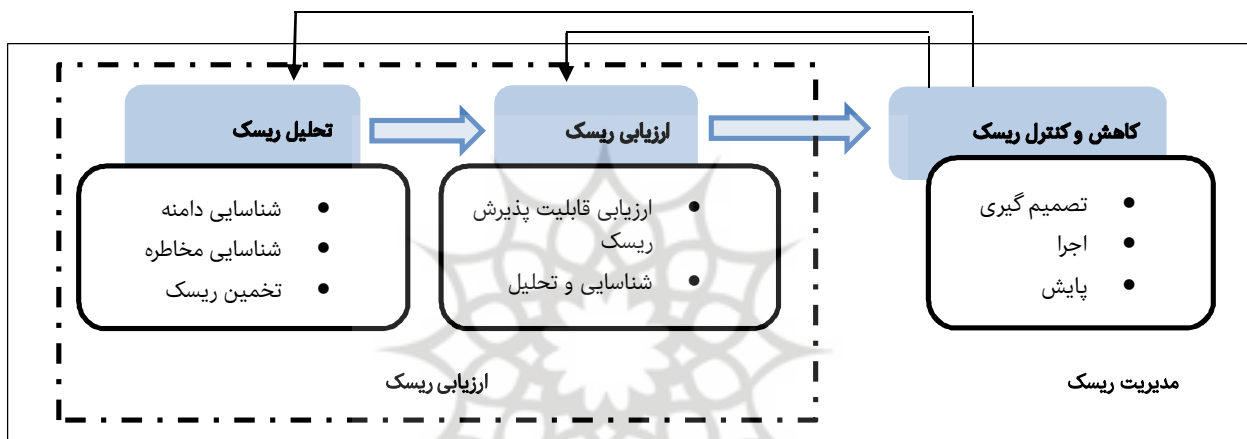 تحلیل ریسک
• شناسایی دامنه
• شناسایی مخاطره
• تخمین ریسک
ارزیابی ریسک
• ارزیابی قابلیت پذیرش
ریسک
• شناسایی و تحلیل
کاهش و کنترل ریسک
• تصمیم گیری
• اجرا
• پایش
ارزیابی ریسک
مدیریت ریسک